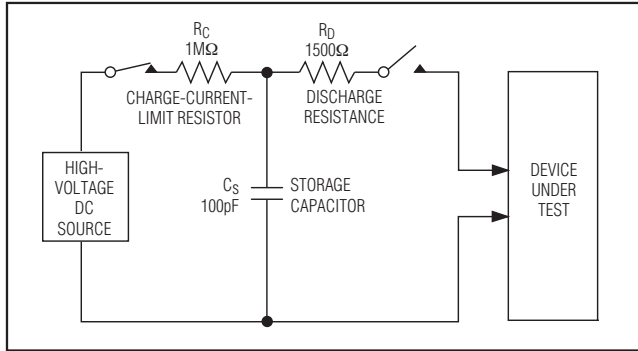 R_C
1MΩ
CHARGE-CURRENT-
LIMIT RESISTOR
R_D
1500Ω
DISCHARGE
RESISTANCE
HIGH-
VOLTAGE
DC
SOURCE
C_S
100pF
STORAGE
CAPACITOR
DEVICE
UNDER
TEST